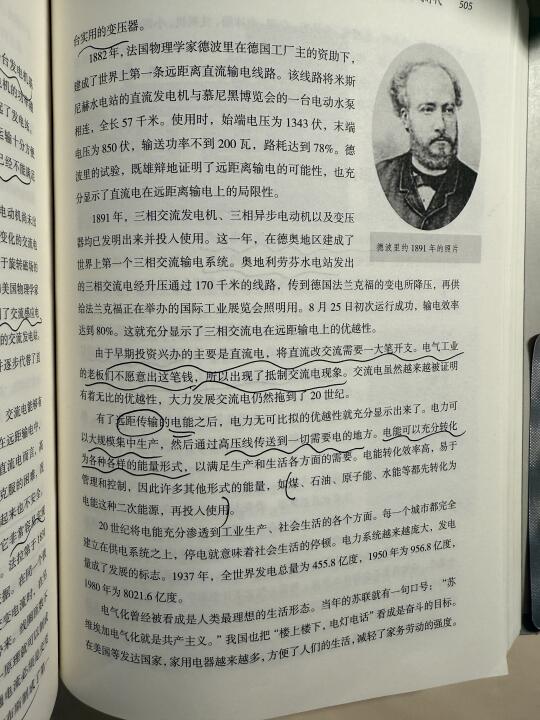 505
台实用的变压器。
1882年，法国物理学家德波里在德国工厂主的资助下，
建成了世界上第一条远距离直流输电线路。该线路将米斯
尼赫水电站的直流发电机与慕尼黑博览会的一台电动水泵
相连，全长57千米。使用时，始端电压为1343伏，末端
电压为850伏，输送功率不到200瓦，路耗达到78%。德
波里的试验，既雄辩地证明了远距离输电的可能性，也充
分显示了直流电在远距离输电上的局限性。
德波里约1891年的照片
1891年，三相交流发电机、三相异步电动机以及变压
器均已发明出来并投入使用。这一年，在德奥地区建成了
世界上第一个三相交流输电系统。奥地利劳芬水电站发出
的三相交流电经升压通过170千米的线路，传到德国法兰克福的变电所降压，再供
给法兰克福正在举办的国际工业展览会照明用。8月25日初次运行成功，输电效率
达到80%。这就充分显示了三相交流电在远距输电上的优越性。
由于早期投资兴办的主要是直流电，将直流改交流需要一大笔开支。电气工业
的老板们不愿意出这笔钱，所以出现了抵制交流电现象。交流电虽然越来越被证明
有着无比的优越性，大力发展交流电仍然拖到了20世纪。
有了远距传输的电能之后，电力无可比拟的优越性就充分显示出来了。电力可
以大规模集中生产，然后通过高压线传送到一切需要电的地方。电能可以充分转化
为各种各样的能量形式，以满足生产和生活各方面的需要。电能转化效率高，易于
管理和控制，因此许多其他形式的能量，如煤、石油、原子能、水能等都先转化为
电能这种二次能源，再投入使用。
20世纪将电能充分渗透到工业生产、社会生活的各个方面。每一个城市都完全
建立在供电系统之上，停电就意味着社会生活的停顿。电力系统越来越庞大，发电
量成了发展的标志。1937年，全世界发电总量为455.8亿度，1950年为956.8亿度，
1980年为8021.6亿度。
电气化曾经被看成是人类最理想的生活形态。当年的苏联就有一句口号：“苏
维埃加电气化就是共产主义。”我国也把“楼上楼下，电灯电话”看成是奋斗的目标。
在美国等发达国家，家用电器越来越多，方便了人们的生活，减轻了家务劳动的强度。